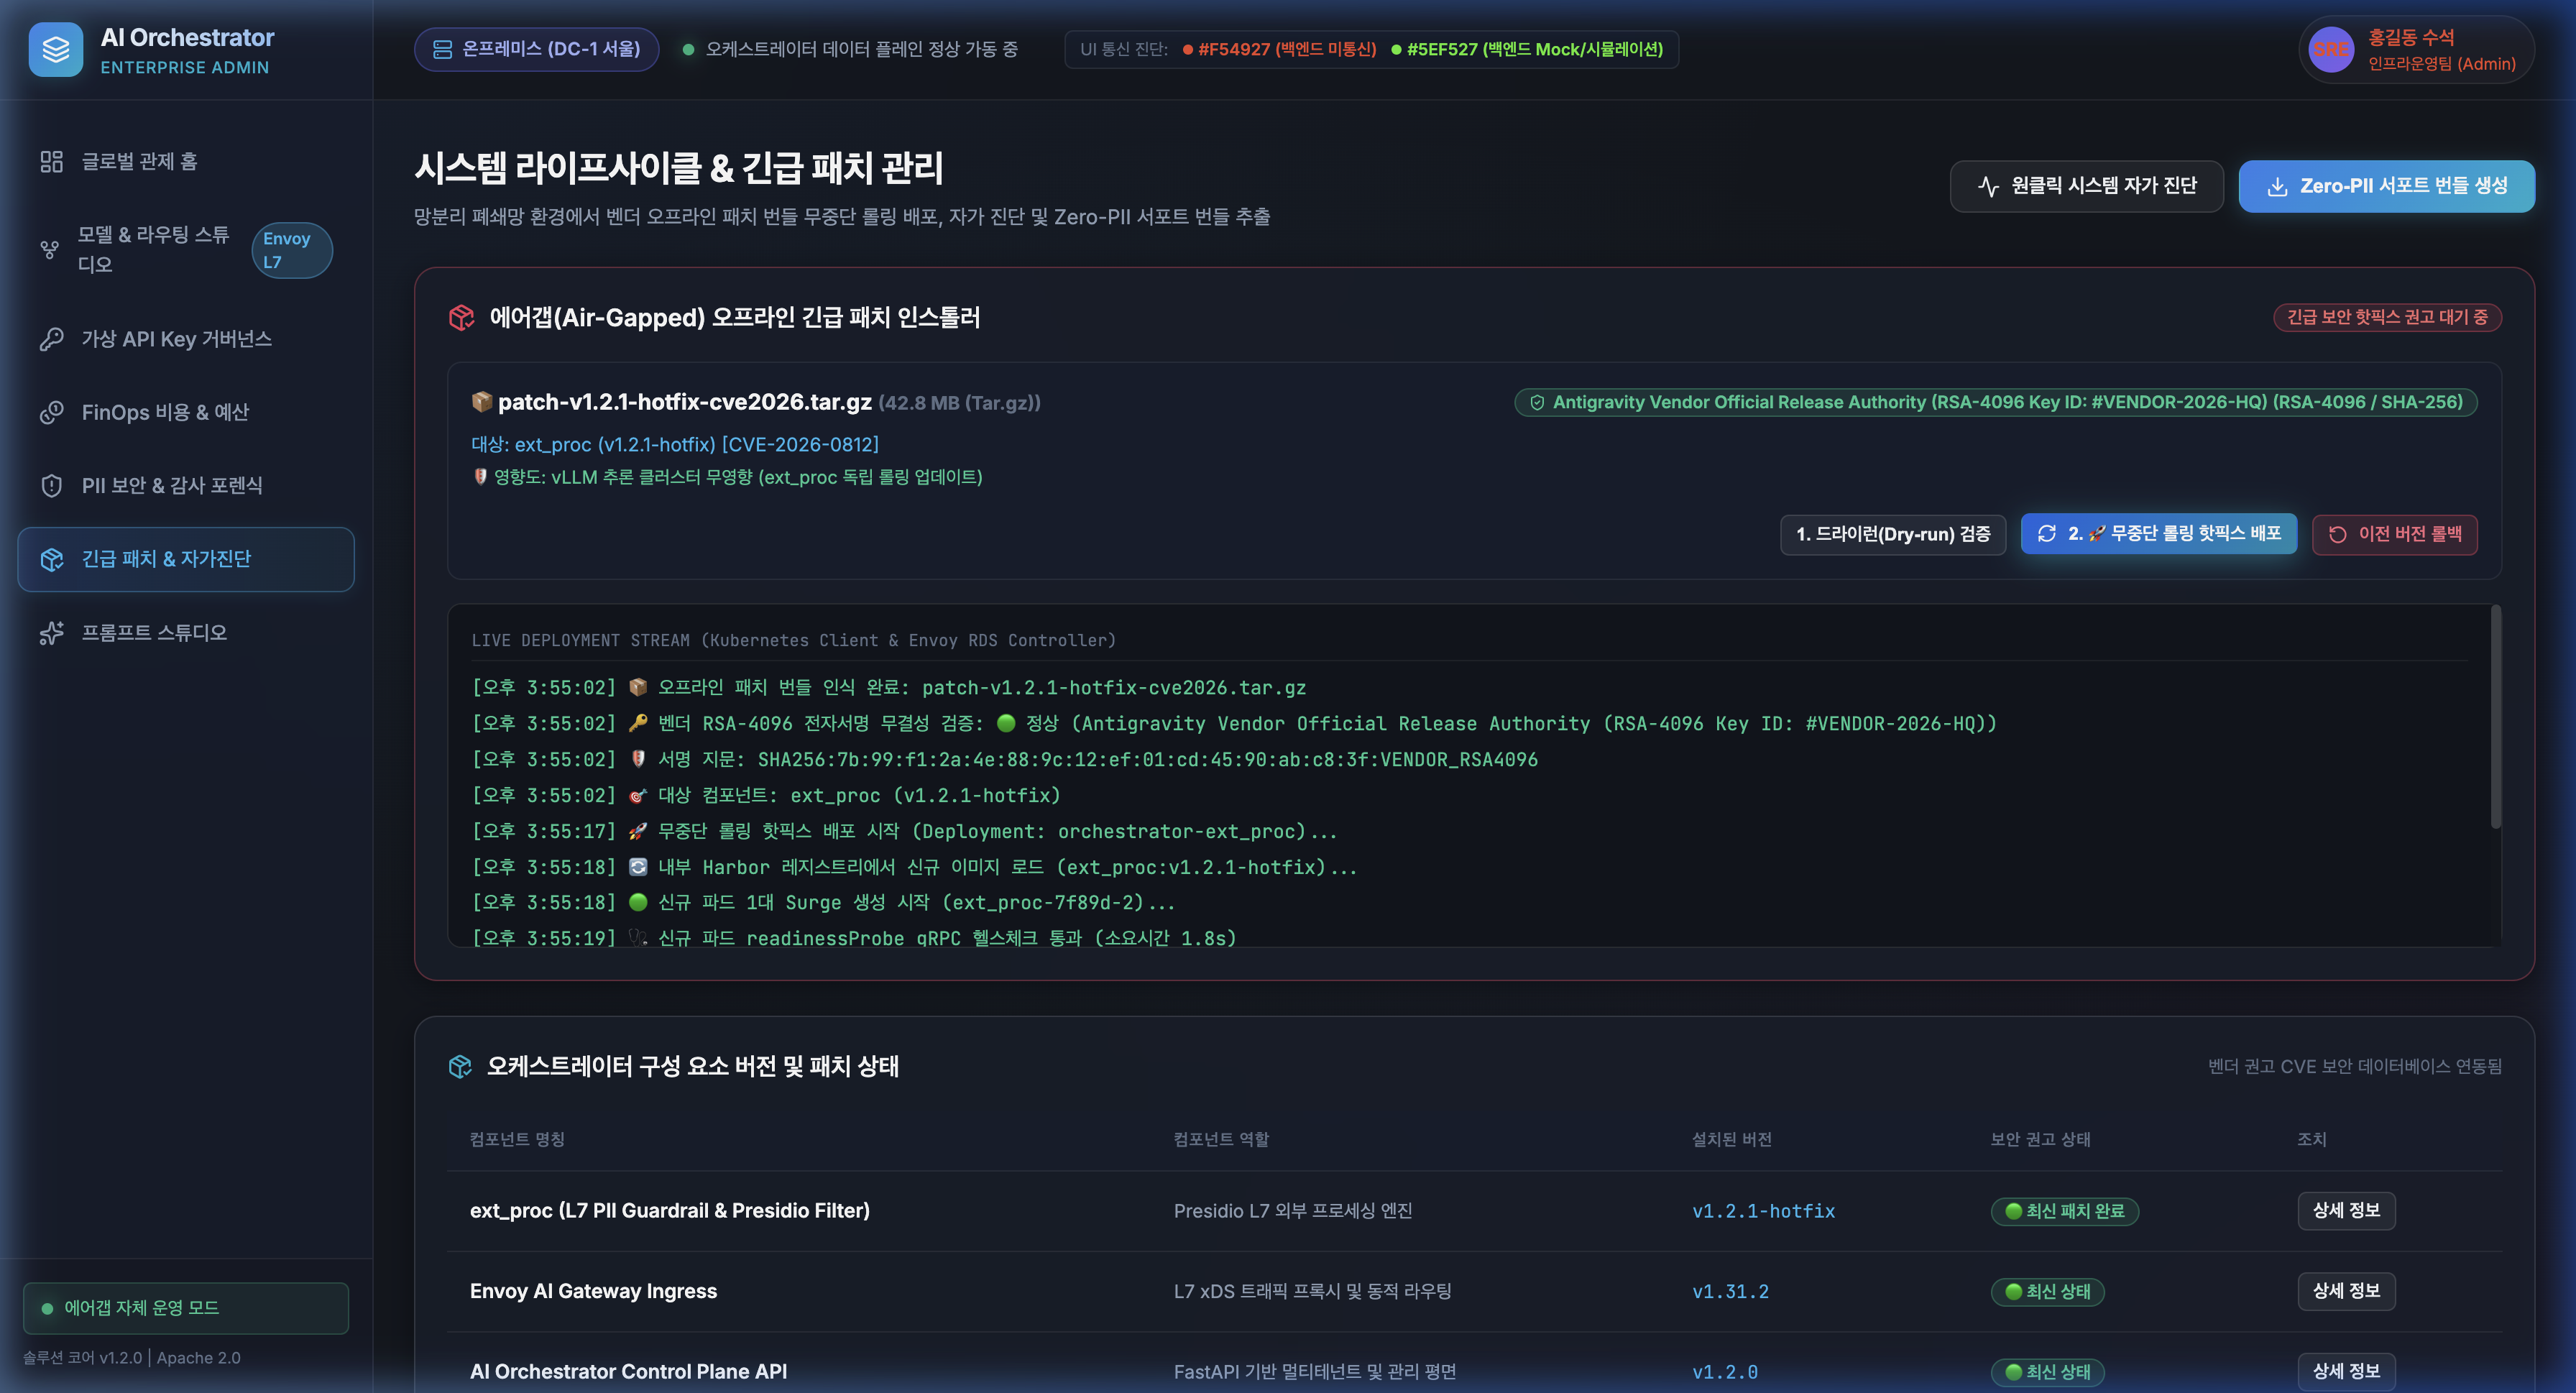 AI Orchestrator
ENTERPRISE ADMIN
온프레미스 (DC-1 서울)
오케스트레이터 데이터 플레인 정상 가동 중
UI 통신 진단: #F54927 (백엔드 미통신) #5EF527 (백엔드 Mock/시뮬레이션)
SRE
홍길동 수석
인프라운영팀 (Admin)
글로벌 관제 홈
모델 & 라우팅 스튜
디오
Envoy
L7
가상 API Key 거버넌스
FinOps 비용 & 예산
PII 보안 & 감사 포렌식
긴급 패치 & 자가진단
프롬프트 스튜디오
에어갭 자체 운영 모드
솔루션 코어 v1.2.0 | Apache 2.0
시스템 라이프사이클 & 긴급 패치 관리
망분리 폐쇄망 환경에서 벤더 오프라인 패치 번들 무중단 롤링 배포, 자가 진단 및 Zero-PII 서포트 번들 추출
원클릭 시스템 자가 진단
Zero-PII 서포트 번들 생성
에어갭(Air-Gapped) 오프라인 긴급 패치 인스톨러
긴급 보안 핫픽스 권고 대기 중
📦 patch-v1.2.1-hotfix-cve2026.tar.gz (42.8 MB (Tar.gz))
Antigravity Vendor Official Release Authority (RSA-4096 Key ID: #VENDOR-2026-HQ) (RSA-4096 / SHA-256)
대상: ext_proc (v1.2.1-hotfix) [CVE-2026-0812]
🛡️ 영향도: vLLM 추론 클러스터 무영향 (ext_proc 독립 롤링 업데이트)
1. 드라이런(Dry-run) 검증
2. 🚀 무중단 롤링 핫픽스 배포
이전 버전 롤백
LIVE DEPLOYMENT STREAM (Kubernetes Client & Envoy RDS Controller)
[오후 3:55:02] 📦 오프라인 패치 번들 인식 완료: patch-v1.2.1-hotfix-cve2026.tar.gz
[오후 3:55:02] 🔑 벤더 RSA-4096 전자서명 무결성 검증: 🟢 정상 (Antigravity Vendor Official Release Authority (RSA-4096 Key ID: #VENDOR-2026-HQ))
[오후 3:55:02] 🛡️ 서명 지문: SHA256:7b:99:f1:2a:4e:88:9c:12:ef:01:cd:45:90:ab:c8:3f:VENDOR_RSA4096
[오후 3:55:02] 🎯 대상 컴포넌트: ext_proc (v1.2.1-hotfix)
[오후 3:55:17] 🚀 무중단 롤링 핫픽스 배포 시작 (Deployment: orchestrator-ext_proc)...
[오후 3:55:18] 🔄 내부 Harbor 레지스트리에서 신규 이미지 로드 (ext_proc:v1.2.1-hotfix)...
[오후 3:55:18] 🟢 신규 파드 1대 Surge 생성 시작 (ext_proc-7f89d-2)...
[오후 3:55:19] 🩺 신규 파드 readinessProbe gRPC 헬스체크 통과 (소요시간 1.8s)
오케스트레이터 구성 요소 버전 및 패치 상태
벤더 권고 CVE 보안 데이터베이스 연동됨
컴포넌트 명칭 컴포넌트 역할 설치된 버전 보안 권고 상태 조치
ext_proc (L7 PII Guardrail & Presidio Filter) Presidio L7 외부 프로세싱 엔진 v1.2.1-hotfix 🟢 최신 패치 완료 상세 정보
Envoy AI Gateway Ingress L7 xDS 트래픽 프록시 및 동적 라우팅 v1.31.2 🟢 최신 상태 상세 정보
AI Orchestrator Control Plane API FastAPI 기반 멀티테넌트 및 관리 평면 v1.2.0 🟢 최신 상태 상세 정보